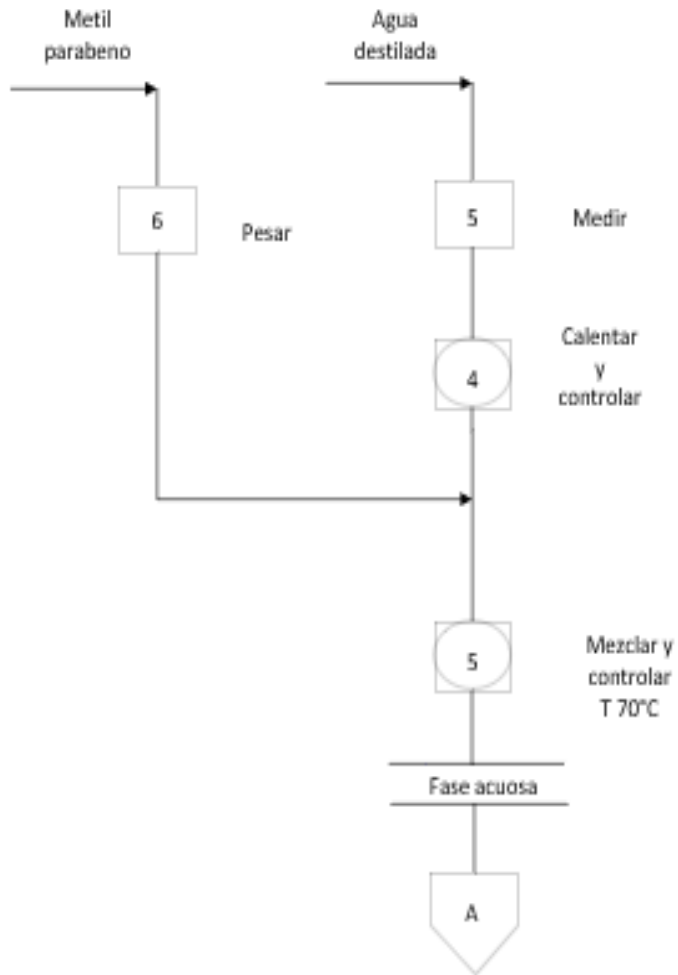 Metil
parabeno
Agua
destilada
6
Pesar
5
Medir
4
Calentar
y
controlar
5
Mezclar y
controlar
T 70°C
Fase acuosa
A